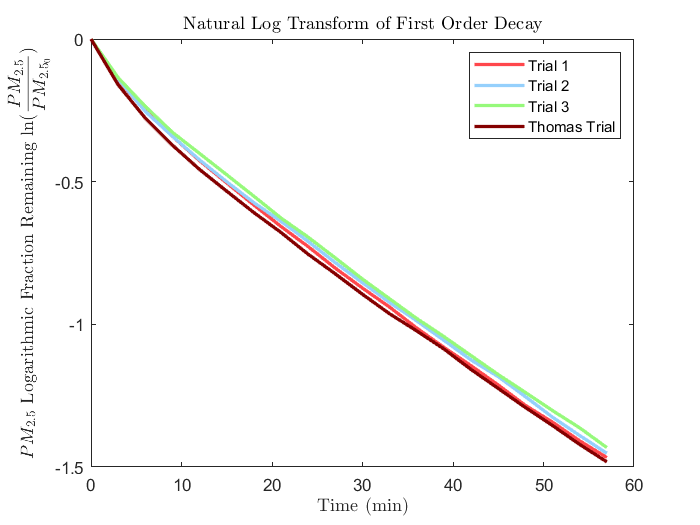 Natural Log Transform of First Order Decay
PM2.5 Logarithmic Fraction Remaining ln(PM2.5/PM2.50)
0
-0.5
-1
-1.5
Trial 1
Trial 2
Trial 3
Thomas Trial
0 10 20 30 40 50 60
Time (min)